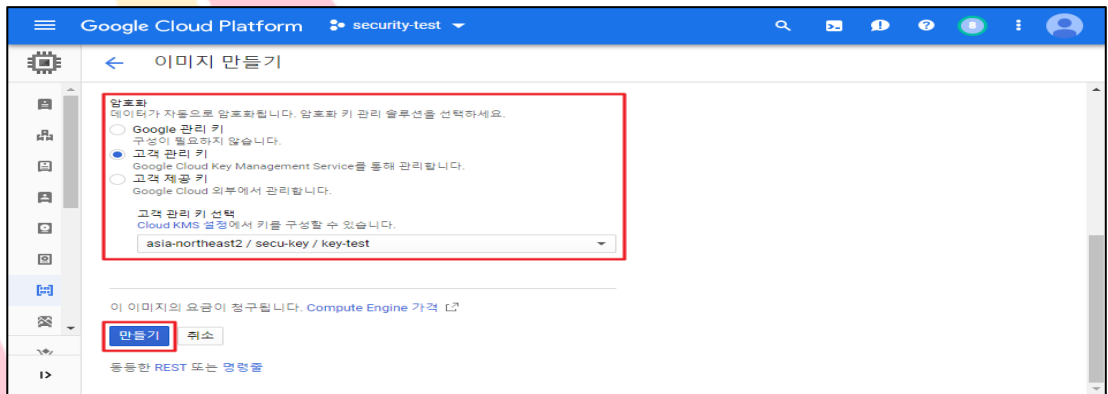 Google Cloud Platform
security-test
이미지 만들기
암호화
데이터가 자동으로 암호화됩니다. 암호화 키 관리 솔루션을 선택하세요.
Google 관리 키
구성이 필요하지 않습니다.
고객 관리 키
Google Cloud Key Management Service를 통해 관리합니다.
고객 제공 키
Google Cloud 외부에서 관리합니다.
고객 관리 키 선택
Cloud KMS 설정에서 키를 구성할 수 있습니다.
asia-northeast2 / secu-key / key-test
이 이미지의 요금이 청구됩니다. Compute Engine 가격
만들기 취소
동등한 REST 또는 명령줄